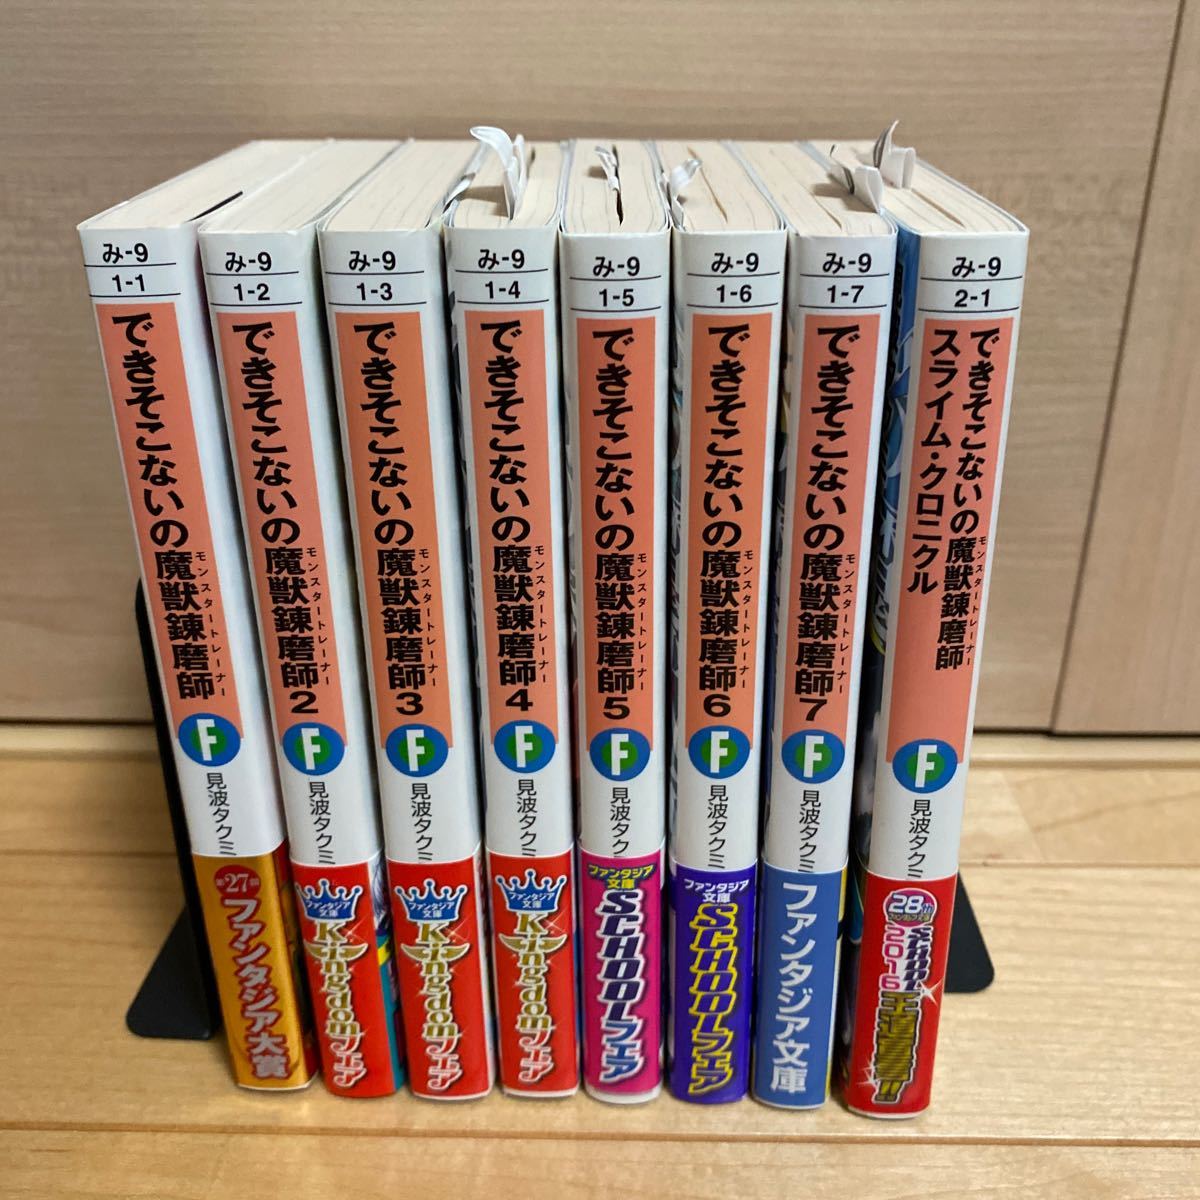 み-9
1-1
できそこないの魔獣錬磨師
モンスタートレーナー
F
見波タクミ
第27回
ファンタジア大賞
み-9
1-2
できそこないの魔獣錬磨師2
モンスタートレーナー
F
見波タクミ
ファンタジア
文庫
Kingdomフェア
み-9
1-3
できそこないの魔獣錬磨師3
モンスタートレーナー
F
見波タクミ
ファンタジア
文庫
Kingdomフェア
み-9
1-4
できそこないの魔獣錬磨師4
モンスタートレーナー
F
見波タクミ
ファンタジア
文庫
Kingdomフェア
み-9
1-5
できそこないの魔獣錬磨師5
モンスタートレーナー
F
見波タクミ
ファンタジア
文庫
SCHOOLフェア
み-9
1-6
できそこないの魔獣錬磨師6
モンスタートレーナー
F
見波タクミ
ファンタジア
文庫
SCHOOLフェア
み-9
1-7
できそこないの魔獣錬磨師7
モンスタートレーナー
F
見波タクミ
ファンタジア文庫
み-9
2-1
できそこないの魔獣錬磨師
モンスタートレーナー
スライム・クロニクル
F
見波タクミ
28th
ファンタジア文庫
SCHOOL
2016